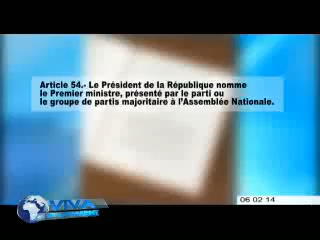 Article 54.- Le Président de la République nomme
le Premier ministre, présenté par le parti ou
le groupe de partis majoritaire à l'Assemblée Nationale.
VIVA
06 02 14